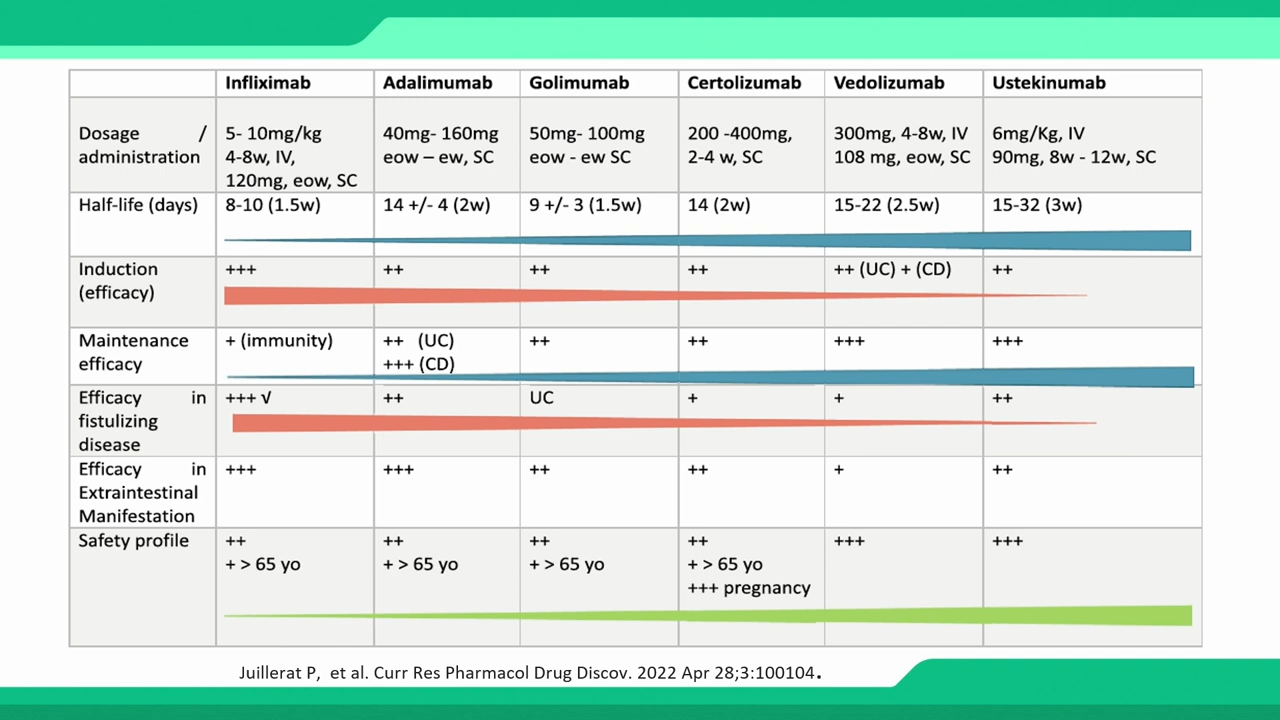 Infliximab Adalimumab Golimumab Certolizumab Vedolizumab Ustekinumab
Dosage / administration
5- 10mg/kg
4-8w, IV,
120mg, eow, SC
40mg- 160mg
eow – ew, SC
50mg- 100mg
eow - ew SC
200 -400mg,
2-4 w, SC
300mg, 4-8w, IV
108 mg, eow, SC
6mg/Kg, IV
90mg, 8w - 12w, SC
Half-life (days) 8-10 (1.5w) 14 +/- 4 (2w) 9 +/- 3 (1.5w) 14 (2w) 15-22 (2.5w) 15-32 (3w)
Induction
(efficacy)
+++ ++ ++ ++ ++ (UC) + (CD) ++
Maintenance
efficacy
+ (immunity)
++ (UC)
+++ (CD)
++ ++ +++ +++
Efficacy in
fistulizing
disease
+++ √ ++ UC + + ++
Efficacy in
Extraintestinal
Manifestation
+++ +++ ++ ++ + ++
Safety profile
++
+ > 65 yo
++
+ > 65 yo
++
+ > 65 yo
++
+ > 65 yo
+++ pregnancy
+++
+++
Juillerat P, et al. Curr Res Pharmacol Drug Discov. 2022 Apr 28;3:100104.